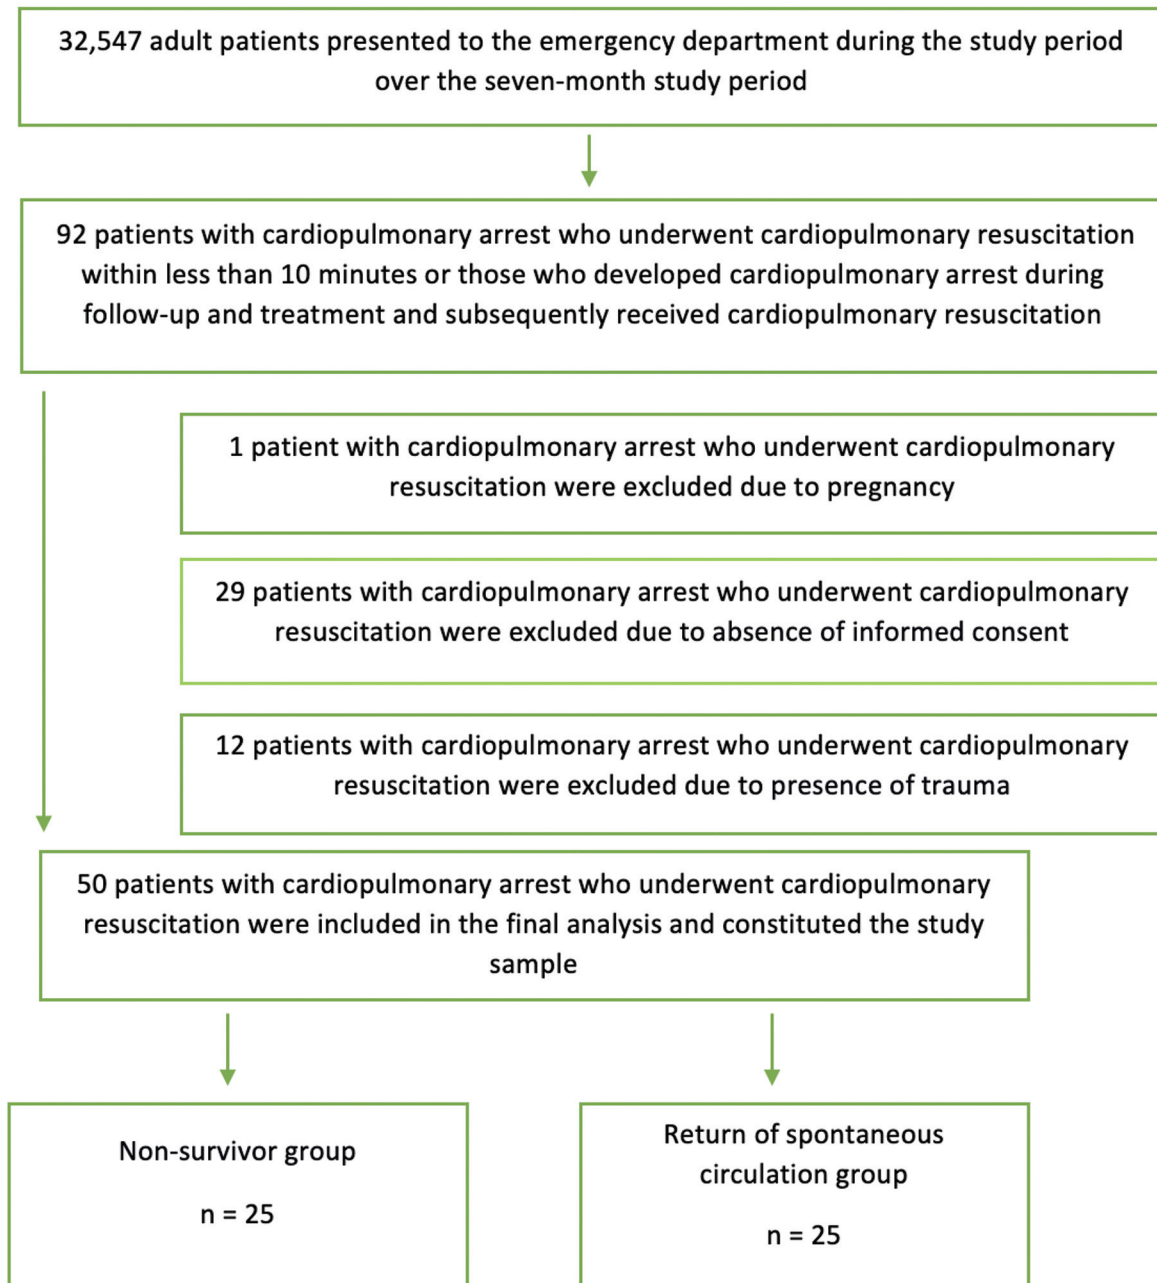 32,547 adult patients presented to the emergency department during the study period
over the seven-month study period
92 patients with cardiopulmonary arrest who underwent cardiopulmonary resuscitation
within less than 10 minutes or those who developed cardiopulmonary arrest during
follow-up and treatment and subsequently received cardiopulmonary resuscitation
1 patient with cardiopulmonary arrest who underwent cardiopulmonary
resuscitation were excluded due to pregnancy
29 patients with cardiopulmonary arrest who underwent cardiopulmonary
resuscitation were excluded due to absence of informed consent
12 patients with cardiopulmonary arrest who underwent cardiopulmonary
resuscitation were excluded due to presence of trauma
50 patients with cardiopulmonary arrest who underwent cardiopulmonary
resuscitation were included in the final analysis and constituted the study
sample
Non-survivor group
n = 25
Return of spontaneous
circulation group
n = 25